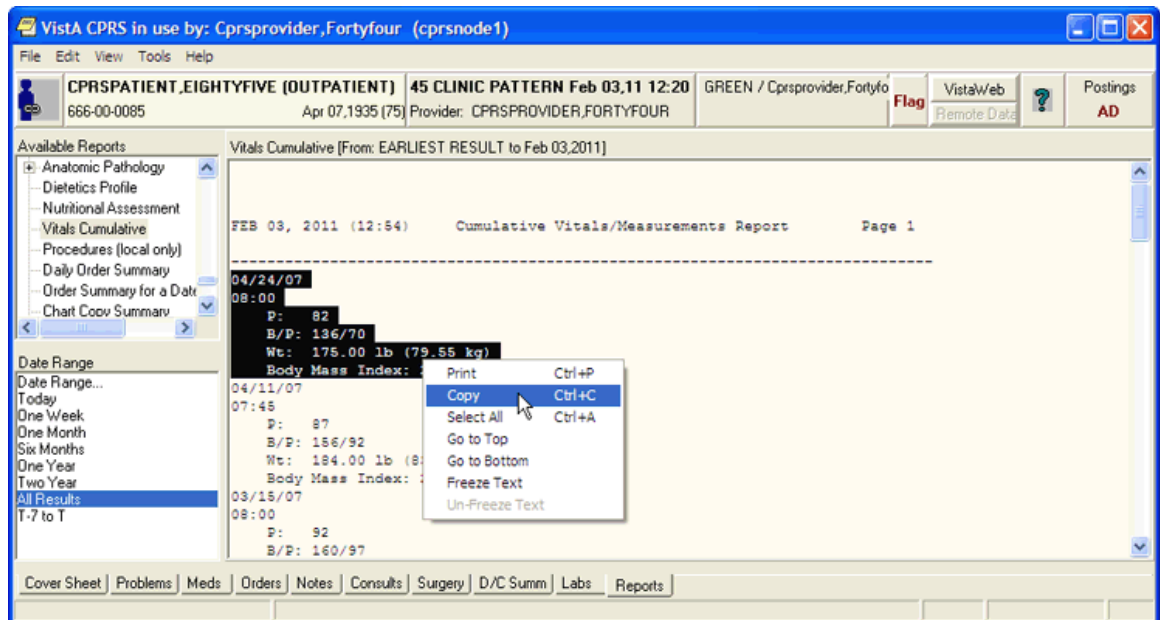 VistA CPRS in use by: Cprsprovider,Fortyfour (cprsnode1)
File Edit View Tools Help
CPRSPATIENT,EIGHTYFIVE (OUTPATIENT)
666-00-0085 Apr 07,1935 (75)
45 CLINIC PATTERN Feb 03,11 12:20
Provider: CPRSPROVIDER,FORTYFOUR
GREEN / Cprsprovider,Fortyfo
Flag
VistaWeb
Remote Data
?
Postings
AD
Available Reports
Anatomic Pathology
Dietetics Profile
Nutritional Assessment
Vitals Cumulative
Procedures (local only)
Daily Order Summary
Order Summary for a Date
Chart Copy Summary
Date Range
Date Range...
Today
One Week
One Month
Six Months
One Year
Two Year
All Results
T-7 to T
Vitals Cumulative [From: EARLIEST RESULT to Feb 03,2011]
FEB 03, 2011 (12:54) Cumulative Vitals/Measurements Report Page 1
--------------------------------------------------------------------------------
04/24/07
08:00
P: 82
B/P: 136/70
Wt: 175.00 lb (79.55 kg)
Body Mass Index:
04/11/07
07:45
P: 87
B/P: 156/92
Wt: 184.00 lb
Body Mass Index:
03/15/07
08:00
P: 92
B/P: 160/97
Print Ctrl+P
Copy Ctrl+C
Select All Ctrl+A
Go to Top
Go to Bottom
Freeze Text
Un-Freeze Text
Cover Sheet Problems Meds Orders Notes Consults Surgery D/C Summ Labs Reports